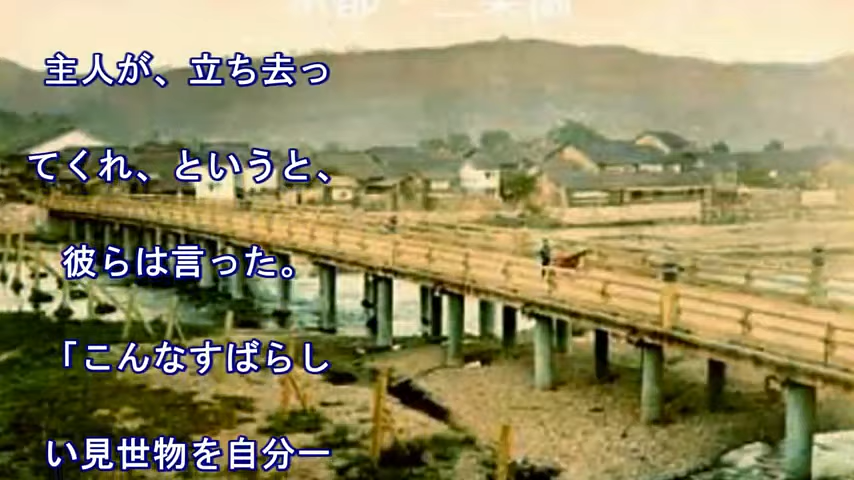 主人が、立ち去っ
てくれ、というと、
彼らは言った。
「こんなすばらし
い見世物を自分一